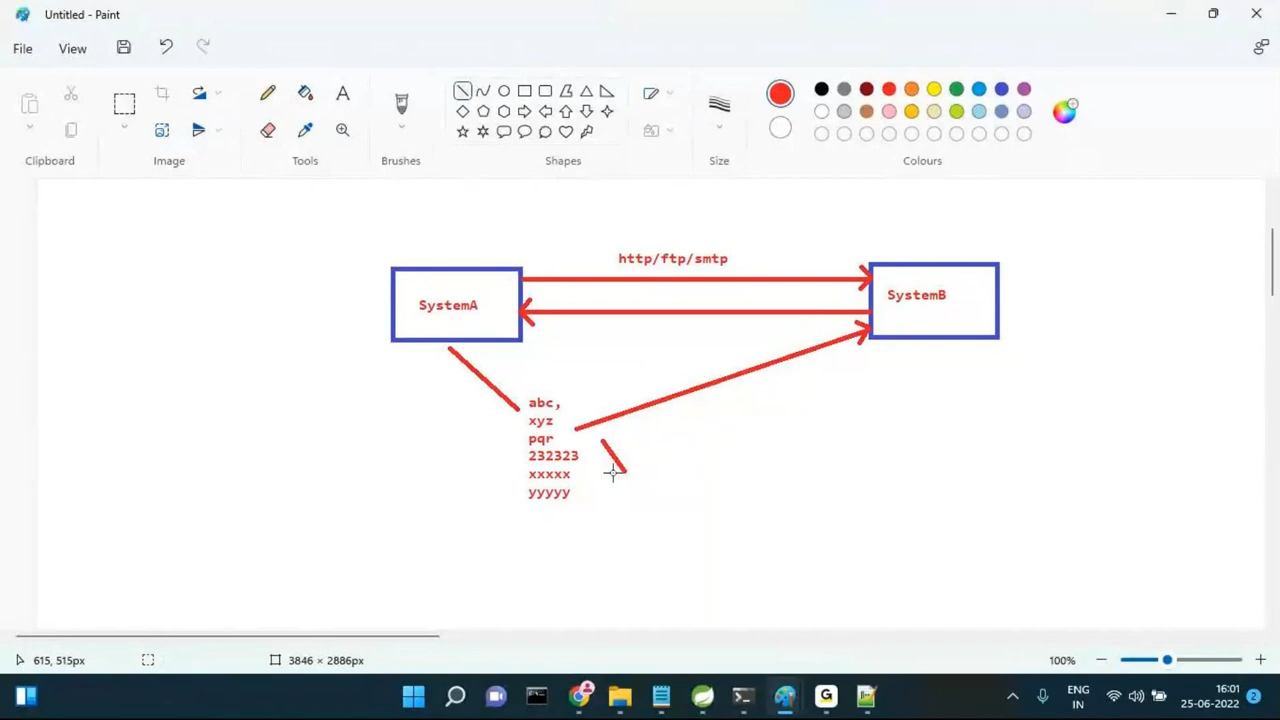 Untitled - Paint
File View
Clipboard Image Tools Brushes Shapes Size Colours
http/ftp/smtp
SystemA
SystemB
abc,
xyz
pqr
232323
xxxxx
yyyyy
615, 515px 3846 × 2886px 100%
ENG 16:01
IN 25-06-2022 2